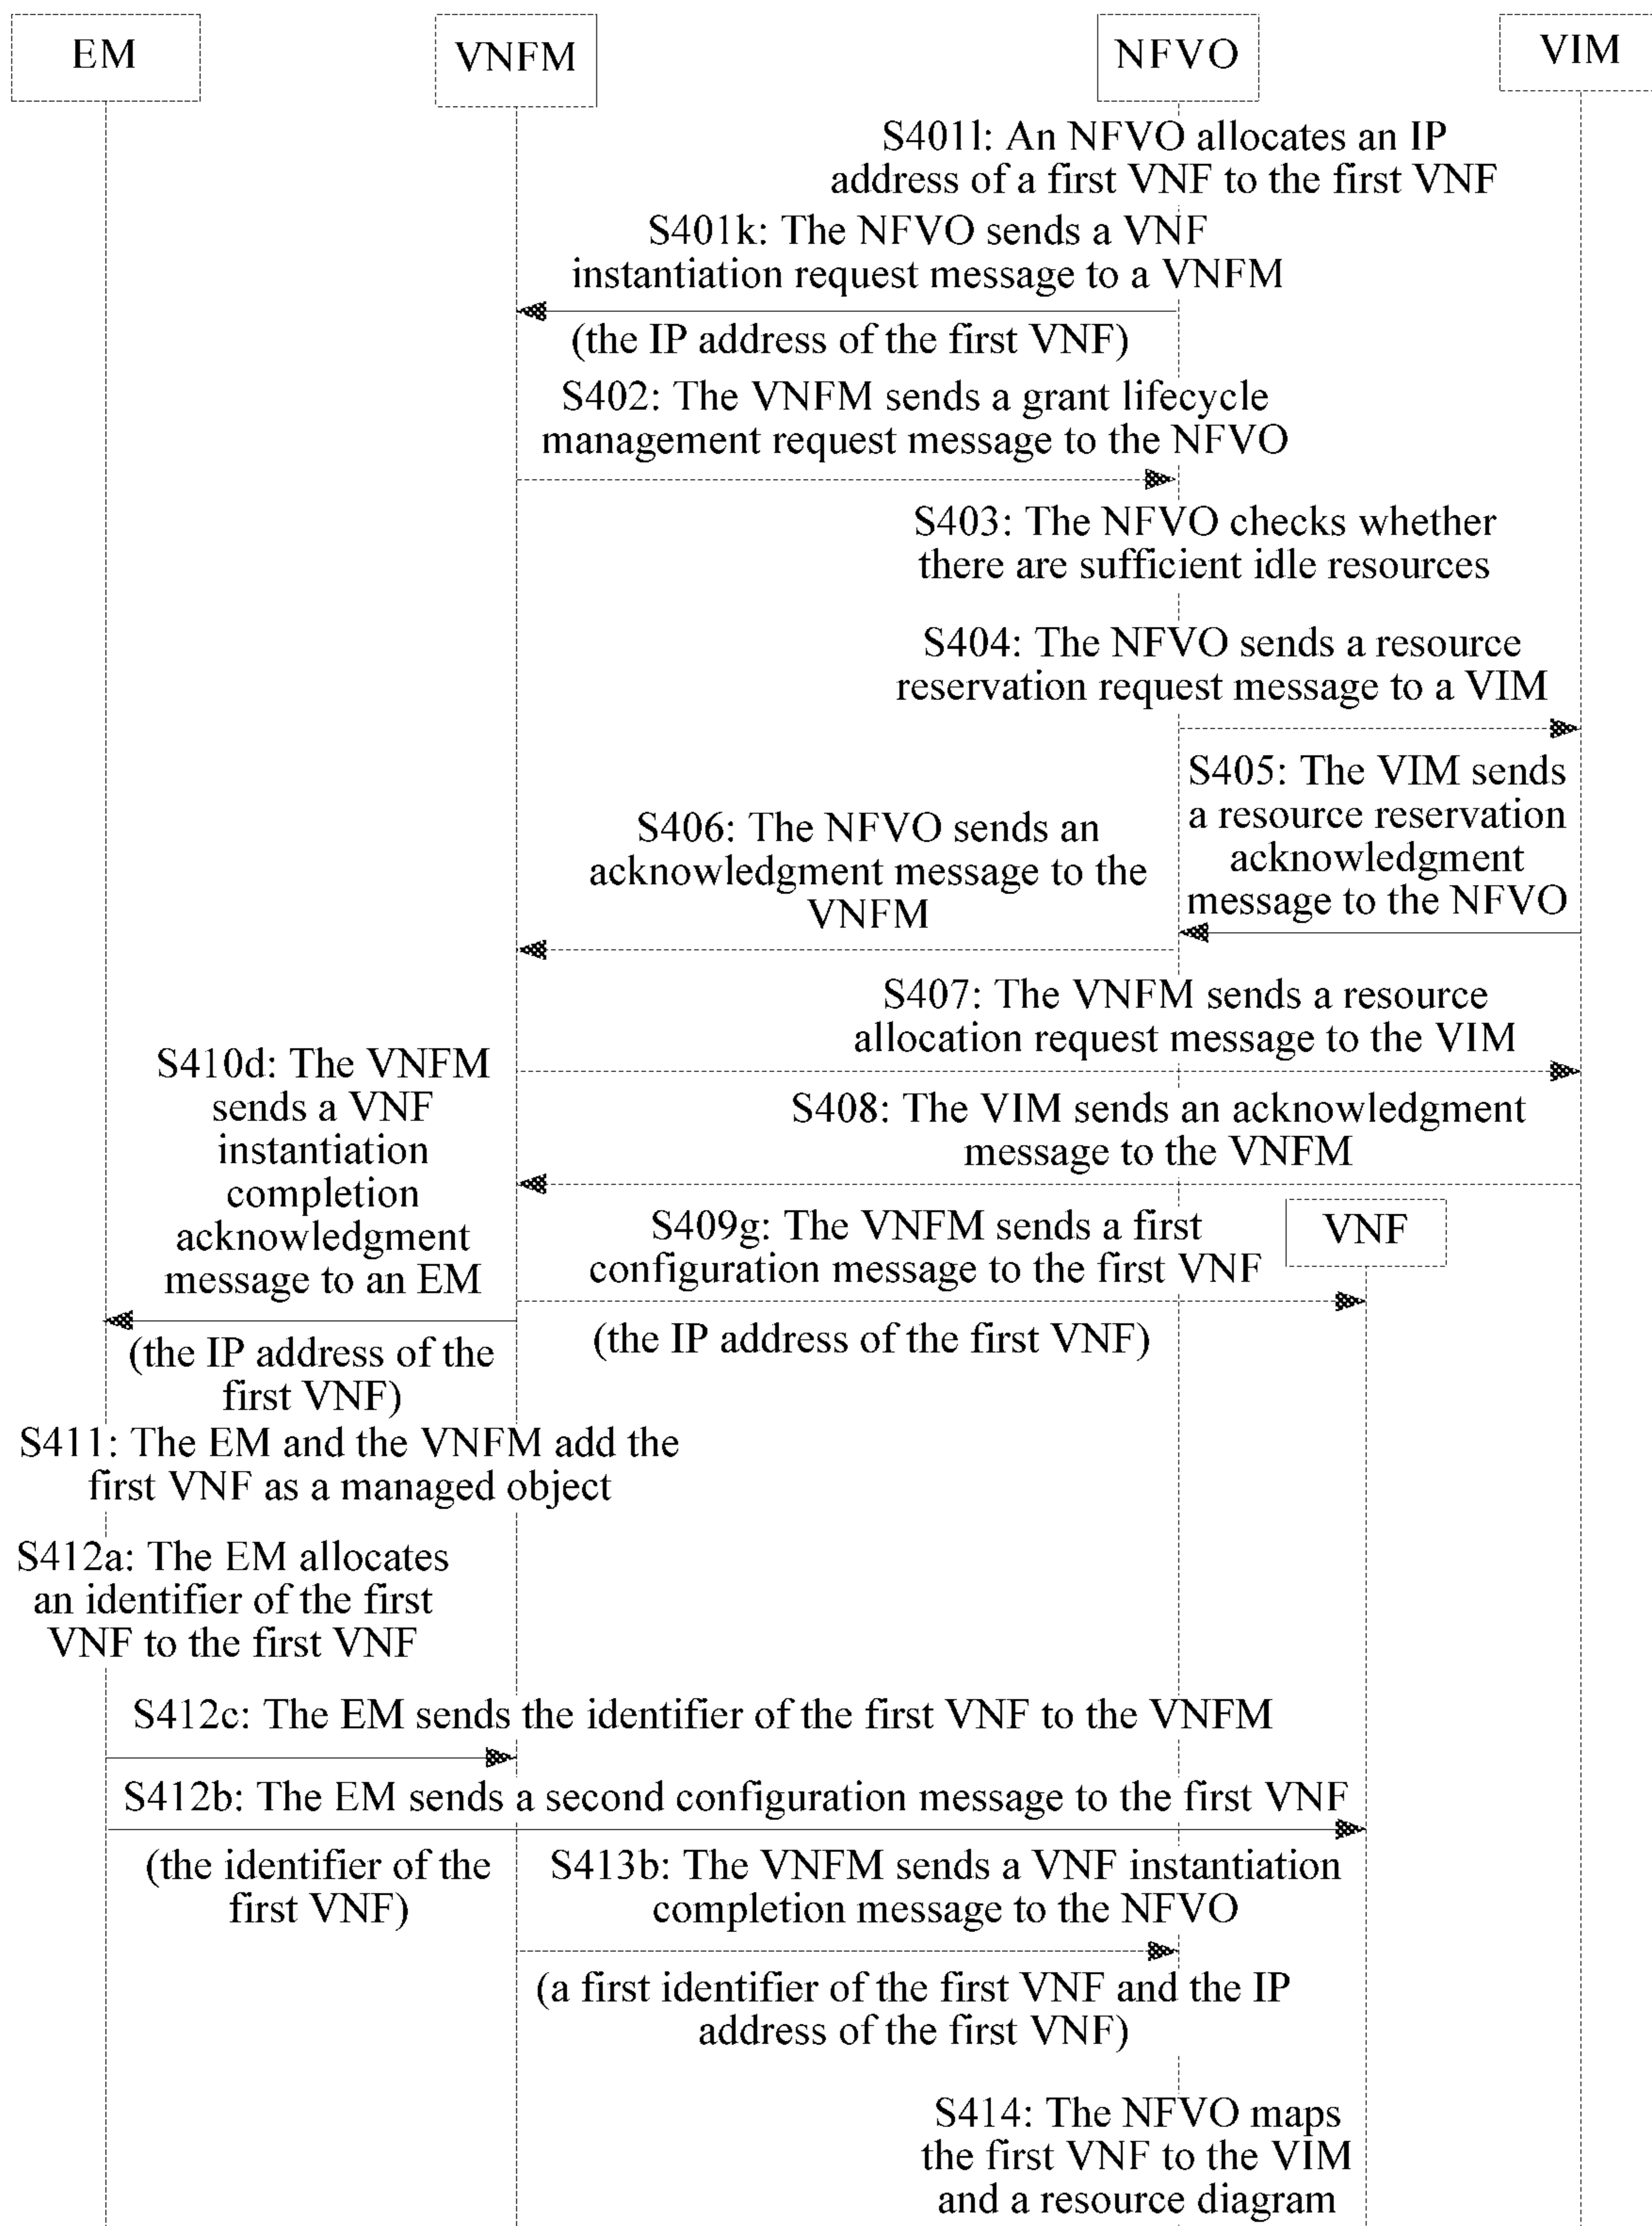 EM
VNFM
NFVO
VIM
S401l: An NFVO allocates an IP
address of a first VNF to the first VNF
S401k: The NFVO sends a VNF
instantiation request message to a VNFM
(the IP address of the first VNF)
S402: The VNFM sends a grant lifecycle
management request message to the NFVO
S403: The NFVO checks whether
there are sufficient idle resources
S404: The NFVO sends a resource
reservation request message to a VIM
S405: The VIM sends
a resource reservation
acknowledgment
message to the NFVO
S406: The NFVO sends an
acknowledgment message to the
VNFM
S407: The VNFM sends a resource
allocation request message to the VIM
S408: The VIM sends an acknowledgment
message to the VNFM
VNF
S409g: The VNFM sends a first
configuration message to the first VNF
(the IP address of the first VNF)
S410d: The VNFM
sends a VNF
instantiation
completion
acknowledgment
message to an EM
(the IP address of the
first VNF)
S411: The EM and the VNFM add the
first VNF as a managed object
S412a: The EM allocates
an identifier of the first
VNF to the first VNF
S412c: The EM sends the identifier of the first VNF to the VNFM
S412b: The EM sends a second configuration message to the first VNF
(the identifier of the
first VNF)
S413b: The VNFM sends a VNF instantiation
completion message to the NFVO
(a first identifier of the first VNF and the IP
address of the first VNF)
S414: The NFVO maps
the first VNF to the VIM
and a resource diagram